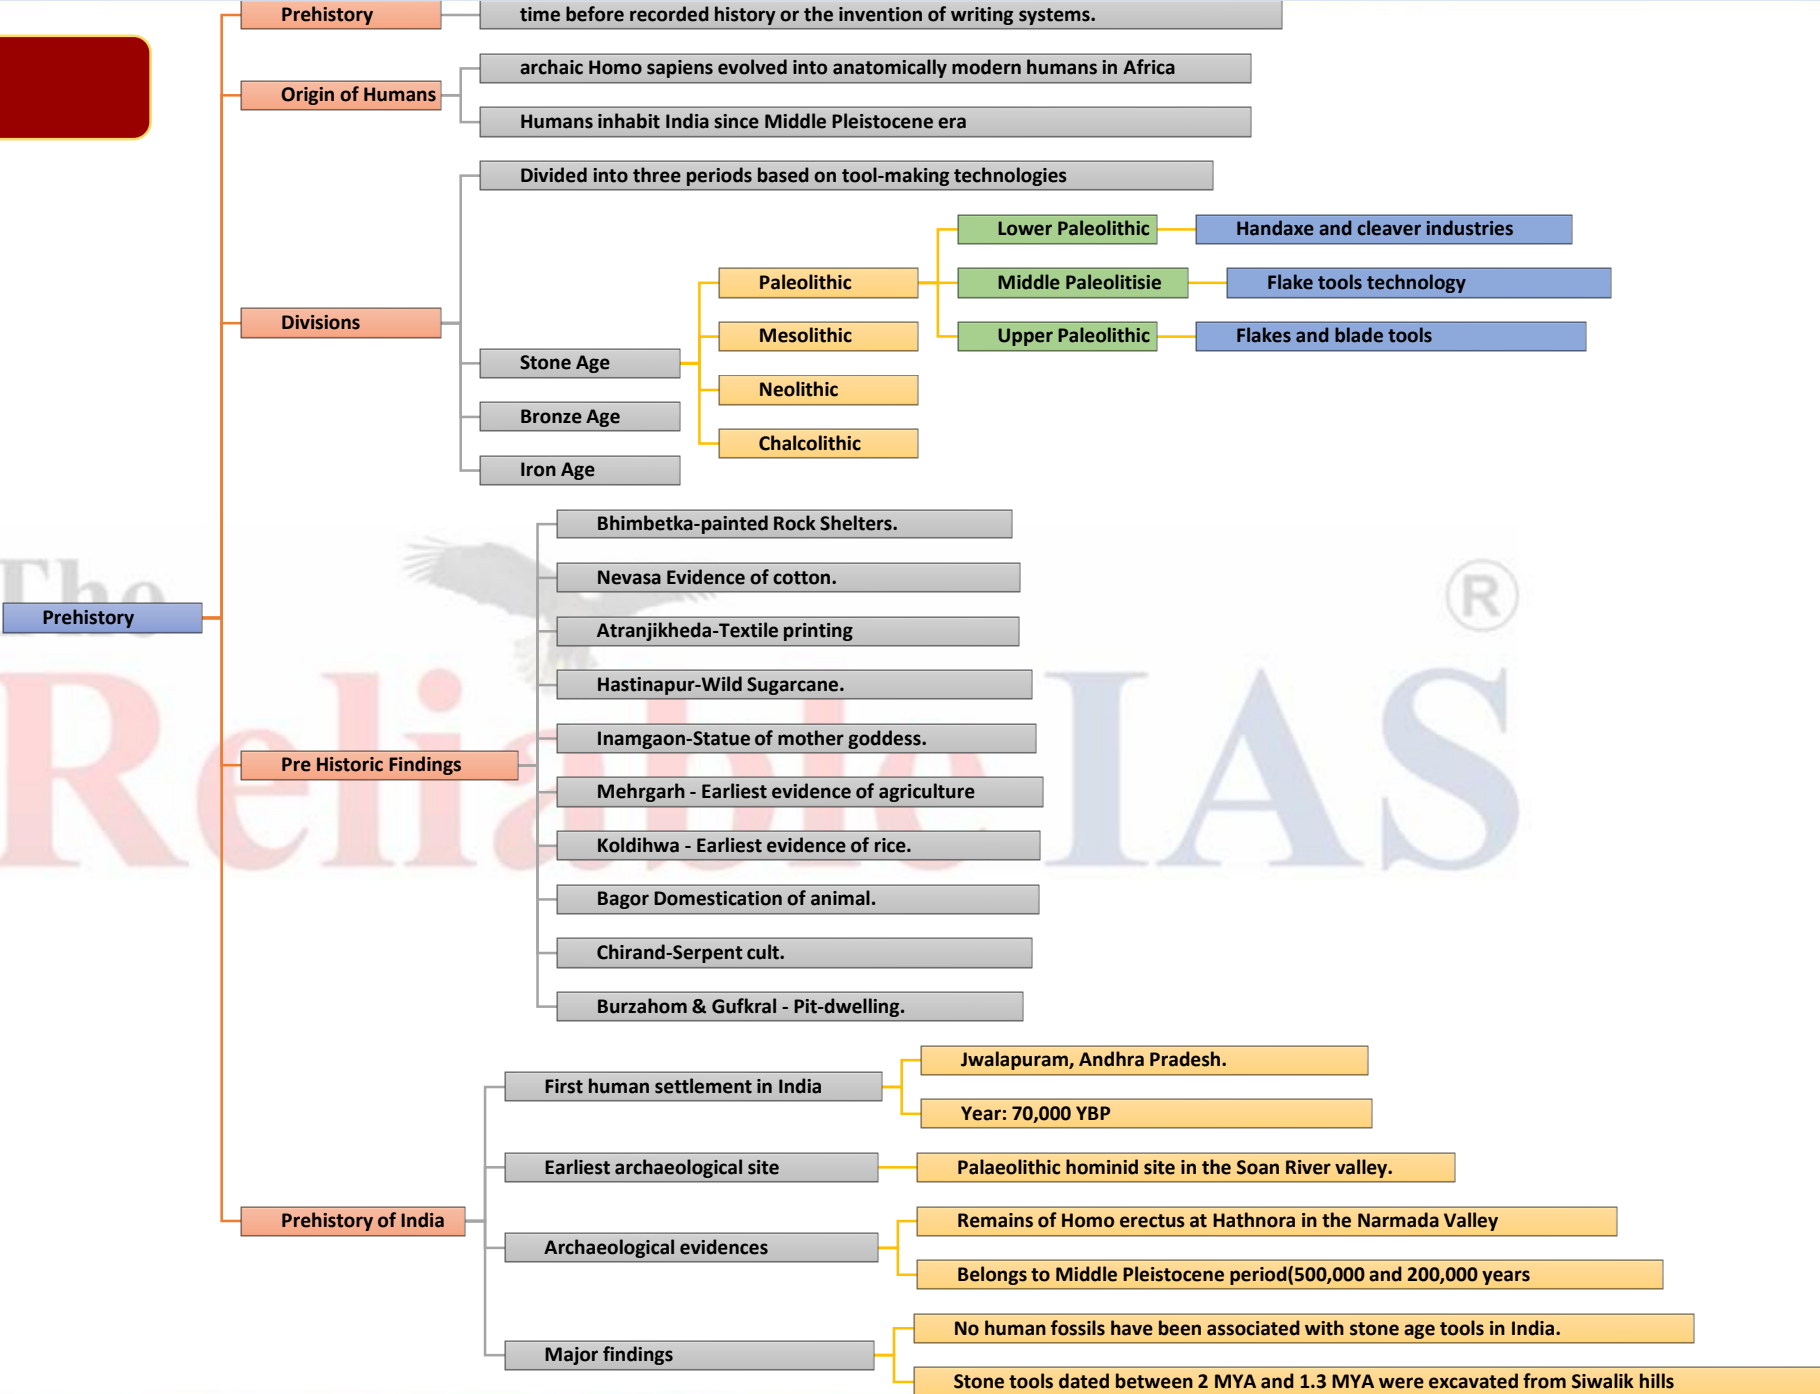 Prehistory
time before recorded history or the invention of writing systems.
Origin of Humans
archaic Homo sapiens evolved into anatomically modern humans in Africa
Humans inhabit India since Middle Pleistocene era
Divisions
Divided into three periods based on tool-making technologies
Stone Age
Paleolithic
Lower Paleolithic
Handaxe and cleaver industries
Middle Paleolitisie
Flake tools technology
Upper Paleolithic
Flakes and blade tools
Mesolithic
Neolithic
Chalcolithic
Bronze Age
Iron Age
The
Reliable IAS
®
Prehistory
Pre Historic Findings
Bhimbetka-painted Rock Shelters.
Nevasa Evidence of cotton.
Atranjikheda-Textile printing
Hastinapur-Wild Sugarcane.
Inamgaon-Statue of mother goddess.
Mehrgarh - Earliest evidence of agriculture
Koldihwa - Earliest evidence of rice.
Bagor Domestication of animal.
Chirand-Serpent cult.
Burzahom & Gufkral - Pit-dwelling.
Prehistory of India
First human settlement in India
Jwalapuram, Andhra Pradesh.
Year: 70,000 YBP
Earliest archaeological site
Palaeolithic hominid site in the Soan River valley.
Archaeological evidences
Remains of Homo erectus at Hathnora in the Narmada Valley
Belongs to Middle Pleistocene period(500,000 and 200,000 years
Major findings
No human fossils have been associated with stone age tools in India.
Stone tools dated between 2 MYA and 1.3 MYA were excavated from Siwalik hills